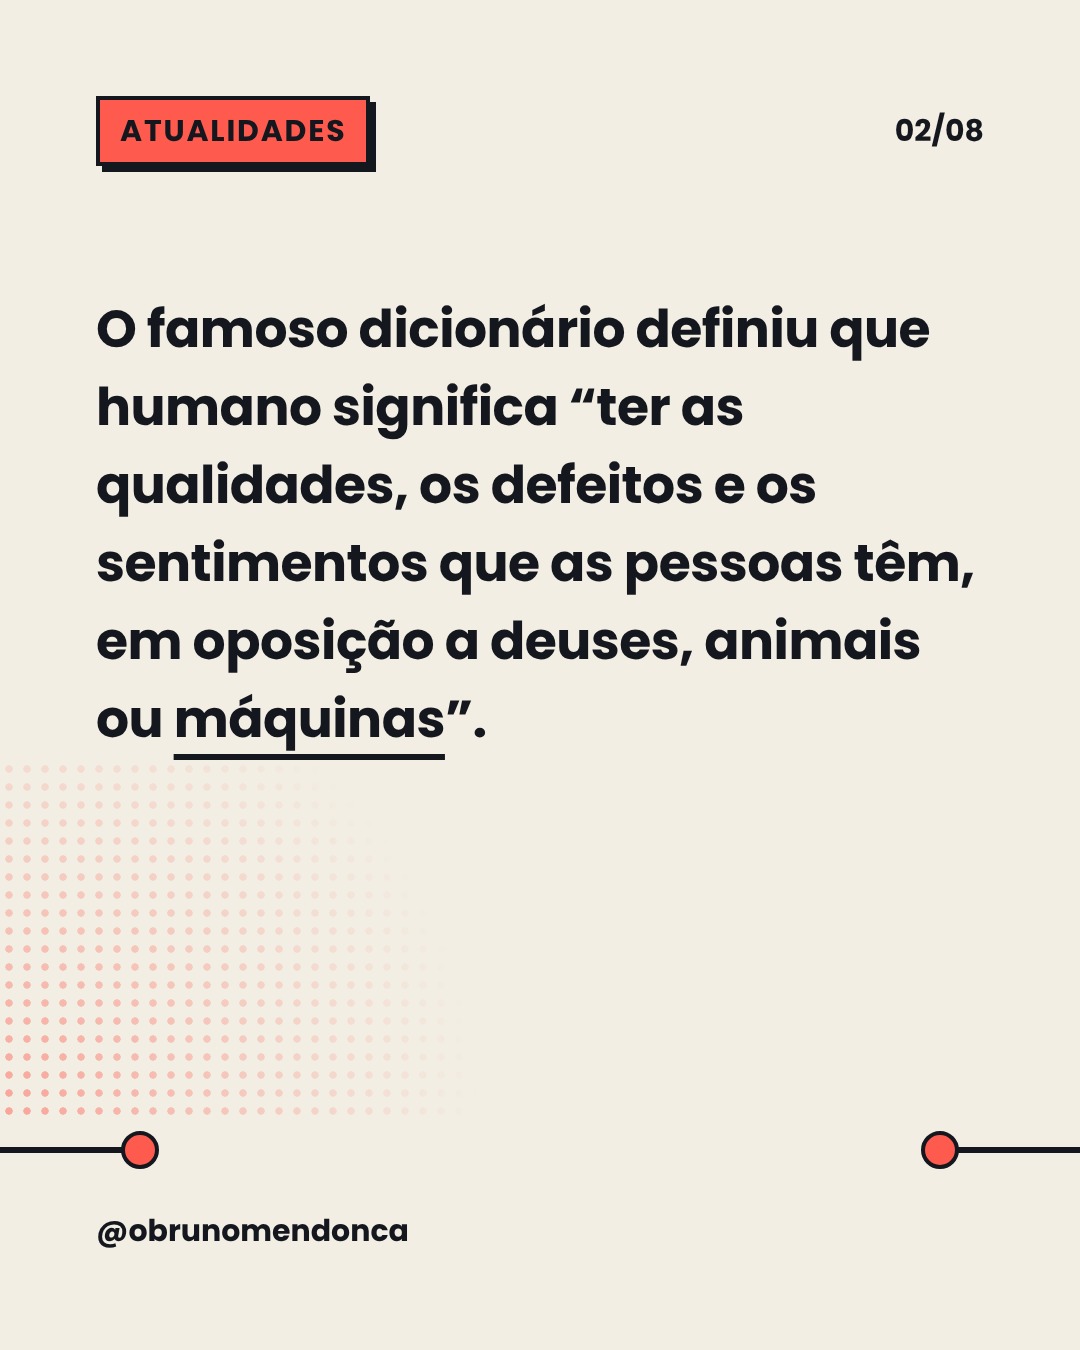 ATUALIDADES
02/08
O famoso dicionário definiu que
humano significa “ter as
qualidades, os defeitos e os
sentimentos que as pessoas têm,
em oposição a deuses, animais
ou máquinas”.
@obrunomendonca